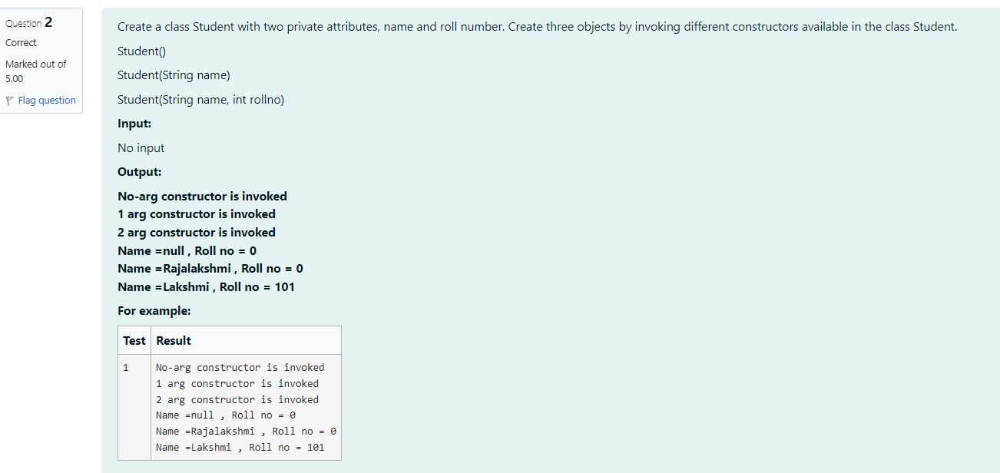 Question 2
Correct
Marked out of
5.00
Flag question
Create a class Student with two private attributes, name and roll number. Create three objects by invoking different constructors available in the class Student.
Student()
Student(String name)
Student(String name, int rollno)
Input:
No input
Output:
No-arg constructor is invoked
1 arg constructor is invoked
2 arg constructor is invoked
Name =null , Roll no = 0
Name =Rajalakshmi , Roll no = 0
Name =Lakshmi , Roll no = 101
For example:
Test Result
1 No-arg constructor is invoked
1 arg constructor is invoked
2 arg constructor is invoked
Name =null , Roll no = 0
Name =Rajalakshmi , Roll no = 0
Name =Lakshmi , Roll no = 101